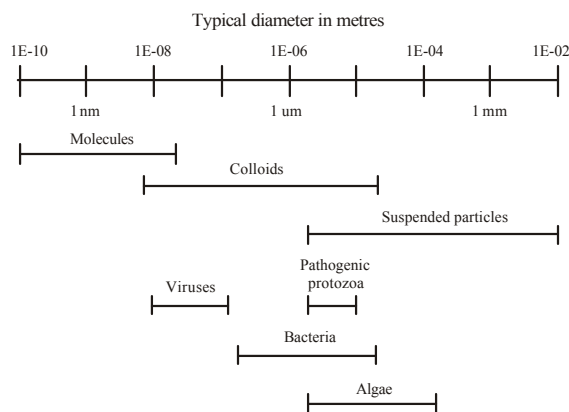 Typical diameter in metres
1E-10 1E-08 1E-06 1E-04 1E-02
1 nm 1 um 1 mm
Molecules
Colloids
Suspended particles
Pathogenic
protozoa
Viruses
Bacteria
Algae